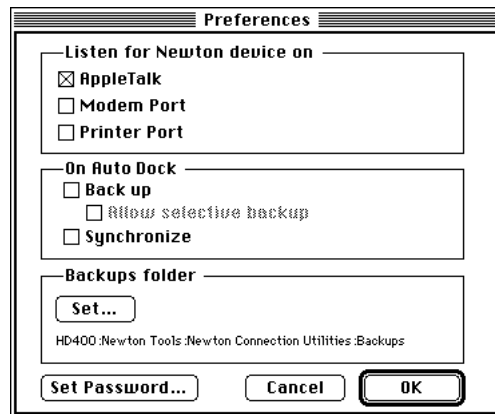 Preferences
Listen for Newton device on
AppleTalk
Modem Port
Printer Port
On Auto Dock
Back up
Allow selective backup
Synchronize
Backups folder
Set...
HD400 :Newton Tools :Newton Connection Utilities :Backups
Set Password... Cancel OK